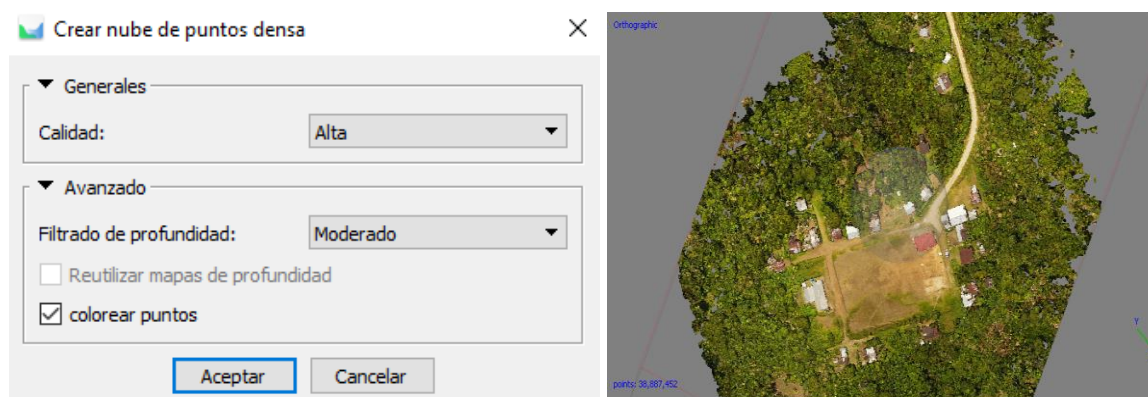 Crear nube de puntos densa
Generales
Calidad:
Alta
Avanzado
Filtrado de profundidad:
Moderado
Reutilizar mapas de profundidad
colorear puntos
Aceptar
Cancelar
Orthographic
Y
points: 38,887,452